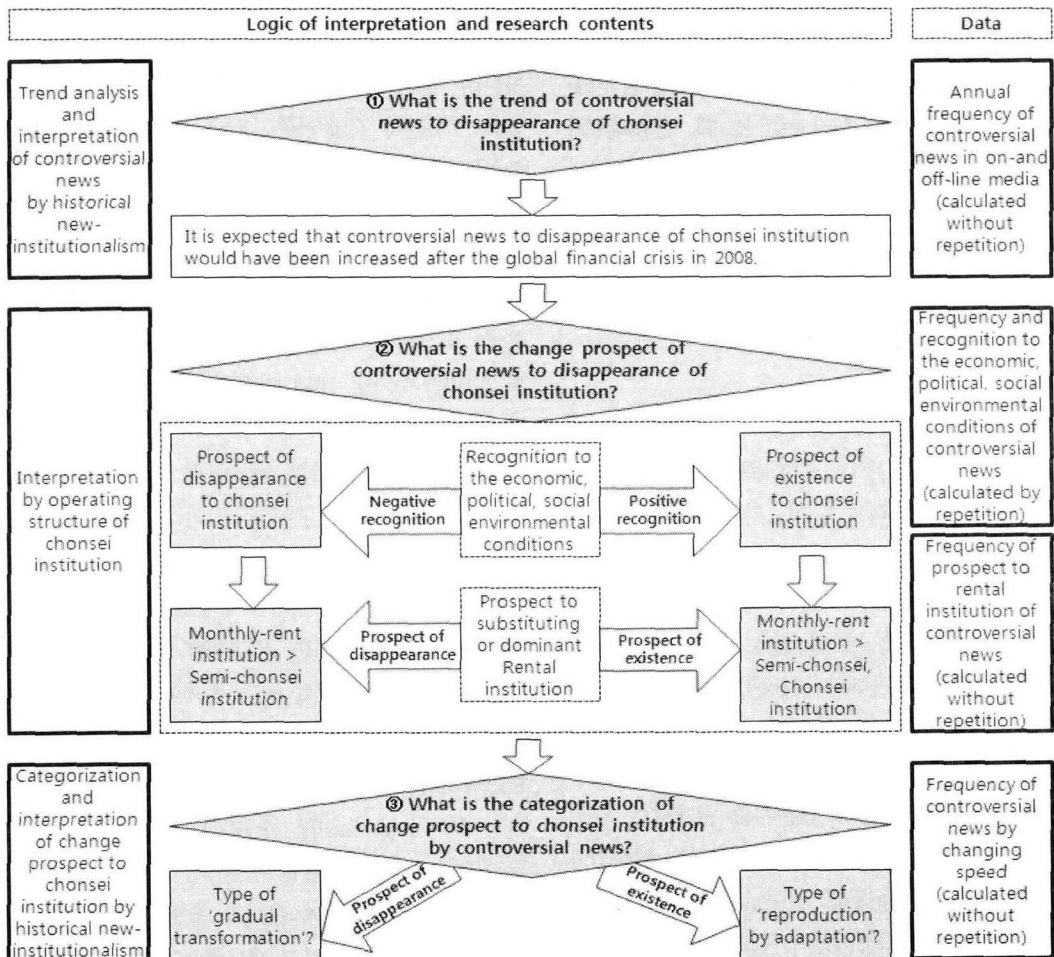 Logic of interpretation and research contents
Data
Trend analysis
and
interpretation
of controversial
news
by historical
new-
institutionalism
① What is the trend of controversial
news to disappearance of chonsei
institution?
It is expected that controversial news to disappearance of chonsei institution
would have been increased after the global financial crisis in 2008.
Annual
frequency of
controversial
news in on-and
off-line media
(calculated
without
repetition)
Interpretation
by operating
structure of
chonsei
institution
② What is the change prospect of
controversial news to disappearance of
chonsei institution?
Prospect of
disappearance
to chonsei
institution
Negative
recognition
Recognition to
the economic,
political, social
environmental
conditions
Positive
recognition
Prospect of
existence
to chonsei
institution
Monthly-rent
institution >
Semi-chonsei
institution
Prospect of
disappearance
Prospect to
substituting
or dominant
Rental
institution
Prospect of
existence
Monthly-rent
institution >
Semi-chonsei,
Chonsei
institution
Frequency and
recognition to
the economic,
political, social
environmental
conditions of
controversial
news
(calculated by
repetition)
Frequency of
prospect to
rental
institution of
controversial
news
(calculated
without
repetition)
Categorization
and
interpretation
of change
prospect to
chonsei
institution by
historical new-
institutionalism
③ What is the categorization of
change prospect to chonsei institution
by controversial news?
Type of
'gradual
transformation'?
Prospect of
disappearance
Prospect of
existence
Type of
'reproduction
by adaptation'?
Frequency of
controversial
news by
changing
speed
(calculated
without
repetition)